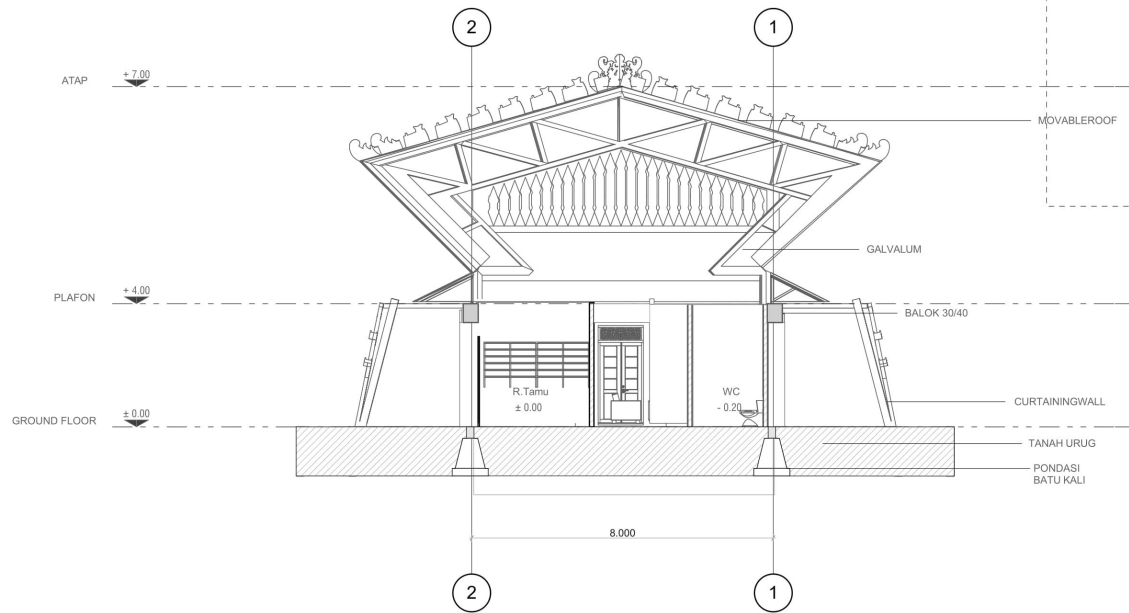 2
1
ATAP
+ 7.00
MOVABLEROOF
GALVALUM
PLAFON
+ 4.00
BALOK 30/40
R.Tamu
± 0.00
WC
- 0.20
CURTAININGWALL
GROUND FLOOR
± 0.00
TANAH URUG
PONDASI
BATU KALI
8.000
2
1